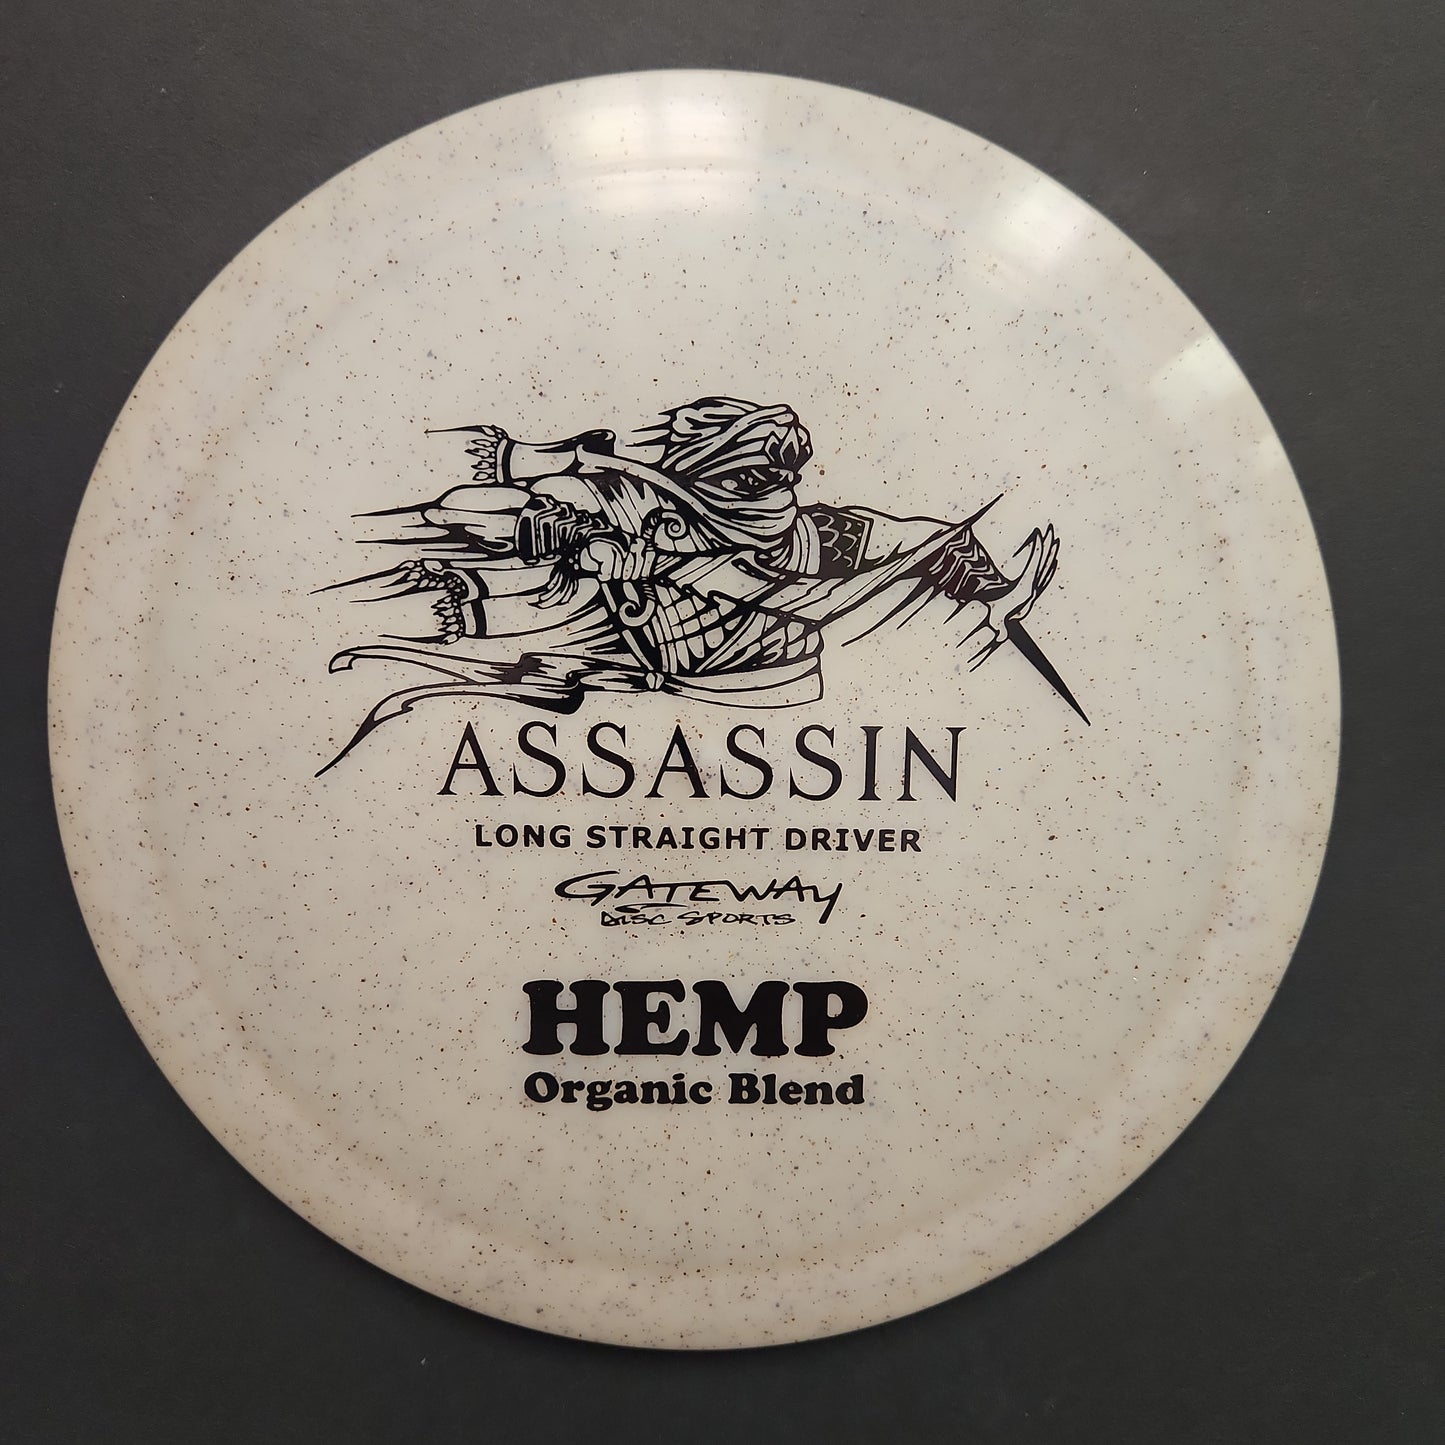 ASSASSIN
LONG STRAIGHT DRIVER
GATEWAY
DISC SPORTS
HEMP
Organic Blend